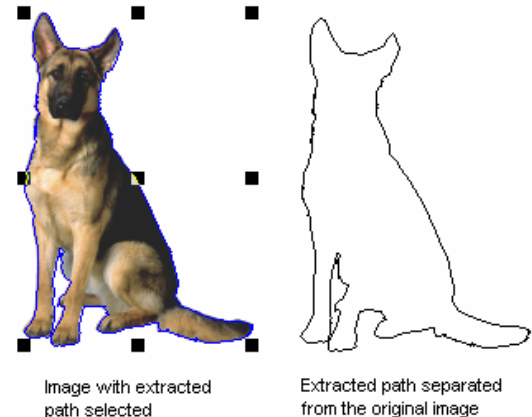 Image with extracted
path selected
Extracted path separated
from the original image